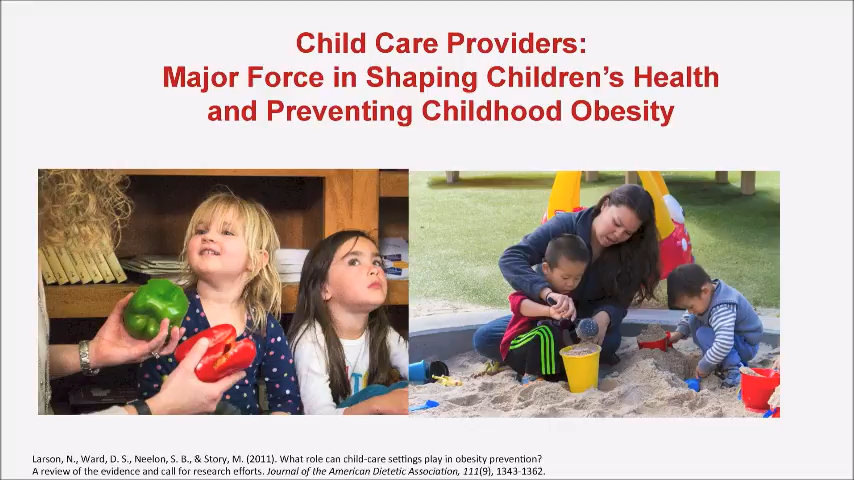 Child Care Providers:
Major Force in Shaping Children's Health
and Preventing Childhood Obesity
Larson, N., Ward, D. S., Neelon, S. B., & Story, M. (2011). What role can child-care settings play in obesity prevention?
A review of the evidence and call for research efforts. Journal of the American Dietetic Association, 111(9), 1343-1362.